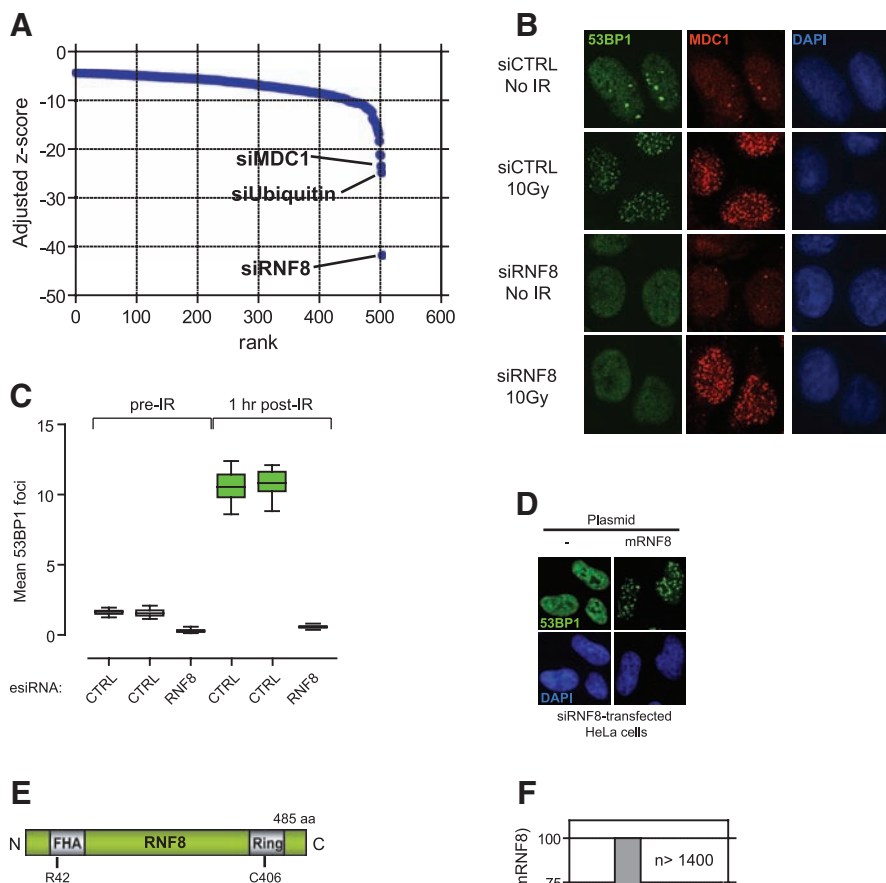 A
0
-10
-20
-30
-40
-50
Adjusted z-score
siMDC1
siUbiquitin
siRNF8
0 100 200 300 400 500 600
rank
B
53BP1 MDC1 DAPI
siCTRL
No IR
siCTRL
10Gy
siRNF8
No IR
siRNF8
10Gy
C
pre-IR 1 hr post-IR
15
10
5
0
Mean 53BP1 foci
esiRNA: CTRL CTRL RNF8 CTRL CTRL RNF8
D
Plasmid
- mRNF8
53BP1
DAPI
siRNF8-transfected
HeLa cells
E
485 aa
N FHA RNF8 Ring C
R42 C406
F
100
75
n> 1400
mRNF8)